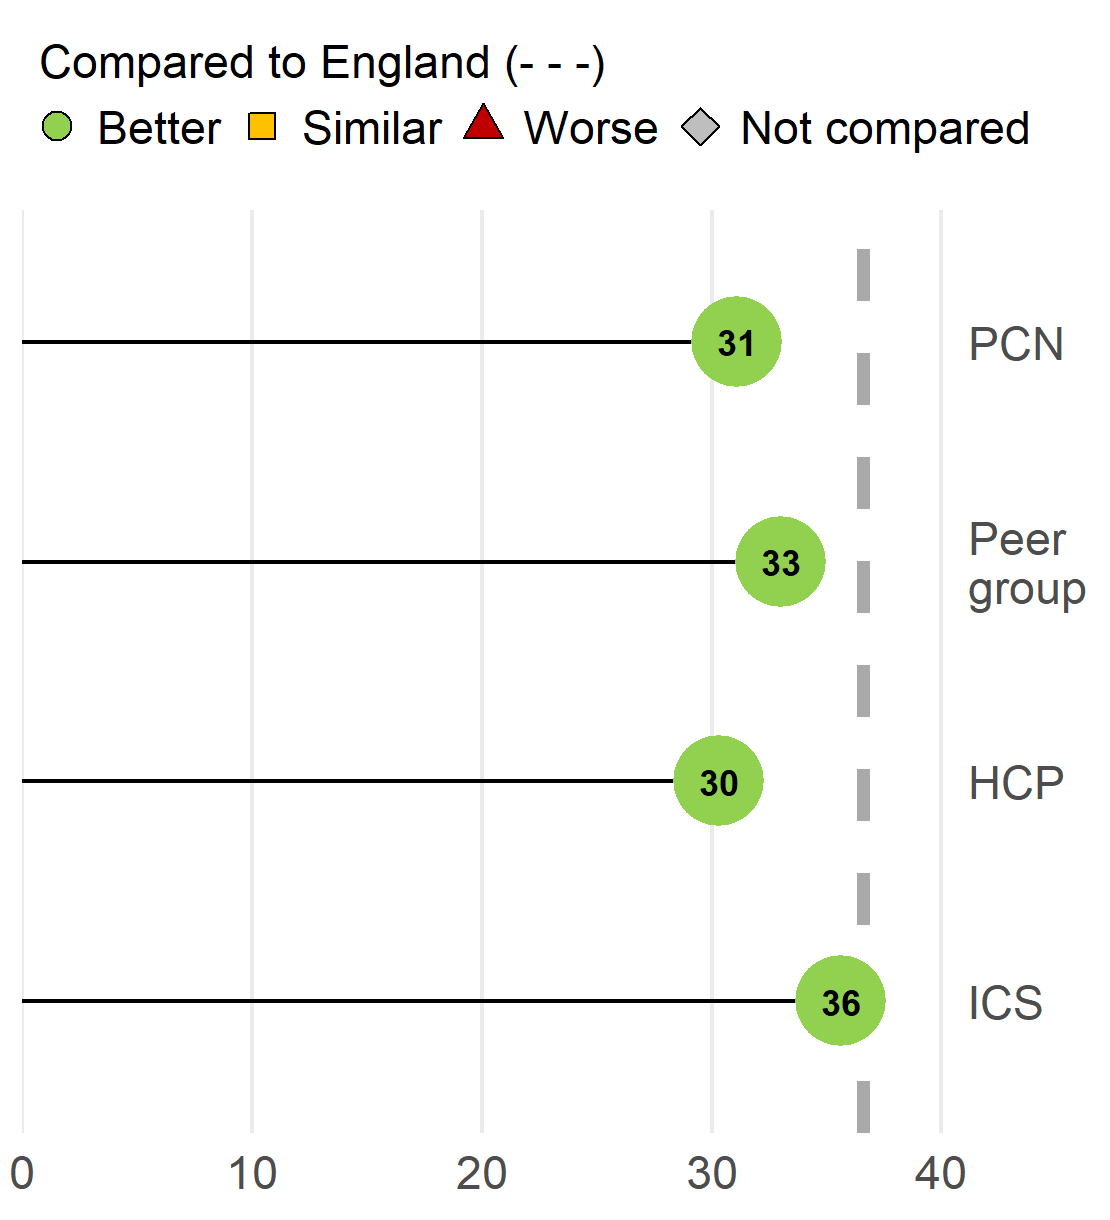 Compared to England (- - -)
Better Similar Worse Not compared
31 PCN
33 Peer
group
30 HCP
36 ICS
0 10 20 30 40